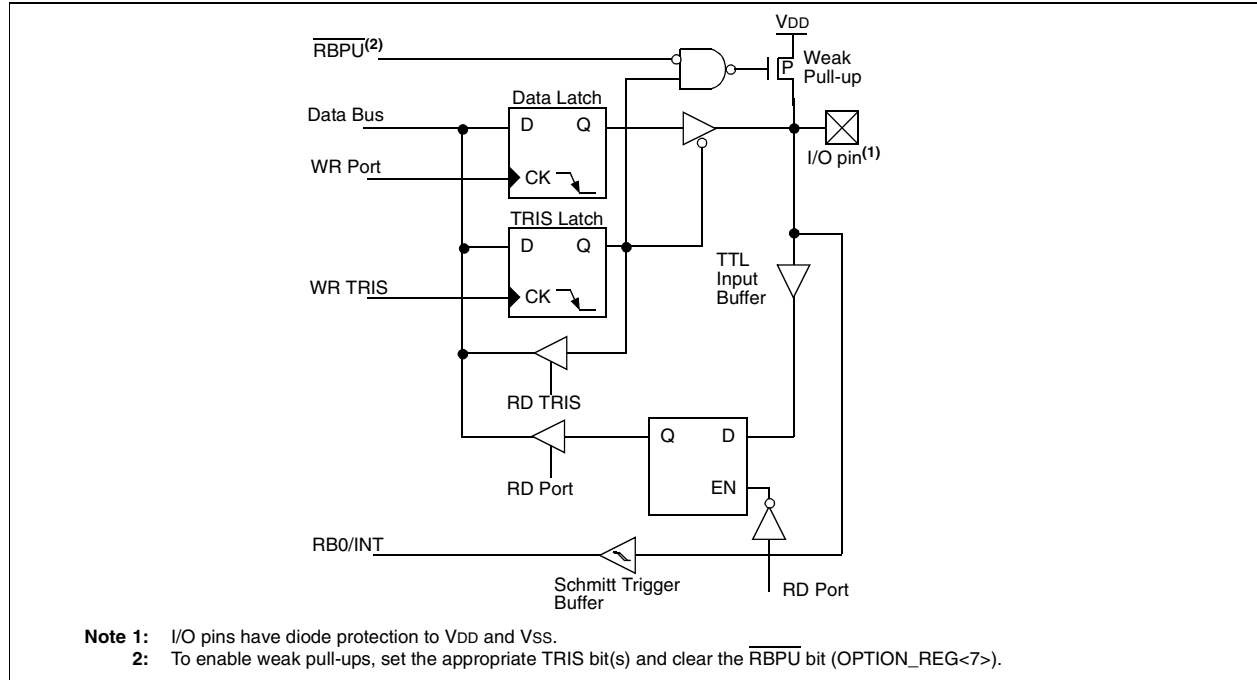 VDD
RBPU(2)
P
Weak
Pull-up
Data Latch
Data Bus
D
Q
I/O pin(1)
WR Port
CK
TRIS Latch
D
Q
TTL
Input
Buffer
WR TRIS
CK
RD TRIS
Q
D
EN
RD Port
RB0/INT
Schmitt Trigger
Buffer
RD Port
Note 1: I/O pins have diode protection to VDD and VSS.
2: To enable weak pull-ups, set the appropriate TRIS bit(s) and clear the RBPU bit (OPTION_REG<7>).